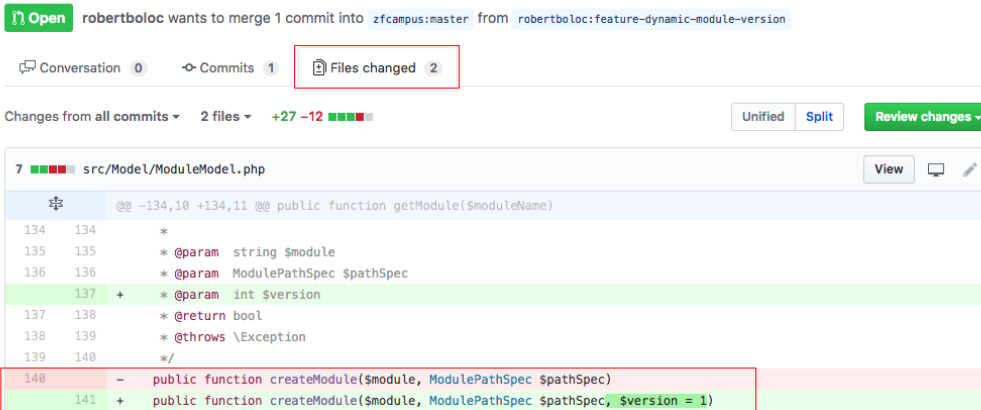 Open robertboloc wants to merge 1 commit into zfcampus:master from robertboloc:feature-dynamic-module-version
Conversation 0 Commits 1 Files changed 2
Changes from all commits 2 files +27 −12 Unified Split Review changes
7 src/Model/ModuleModel.php View
@@ -134,10 +134,11 @@ public function getModule($moduleName)
134 134 *
135 135 * @param string $module
136 136 * @param ModulePathSpec $pathSpec
137 + * @param int $version
137 138 * @return bool
138 139 * @throws \Exception
139 140 */
140 - public function createModule($module, ModulePathSpec $pathSpec)
141 + public function createModule($module, ModulePathSpec $pathSpec, $version = 1)